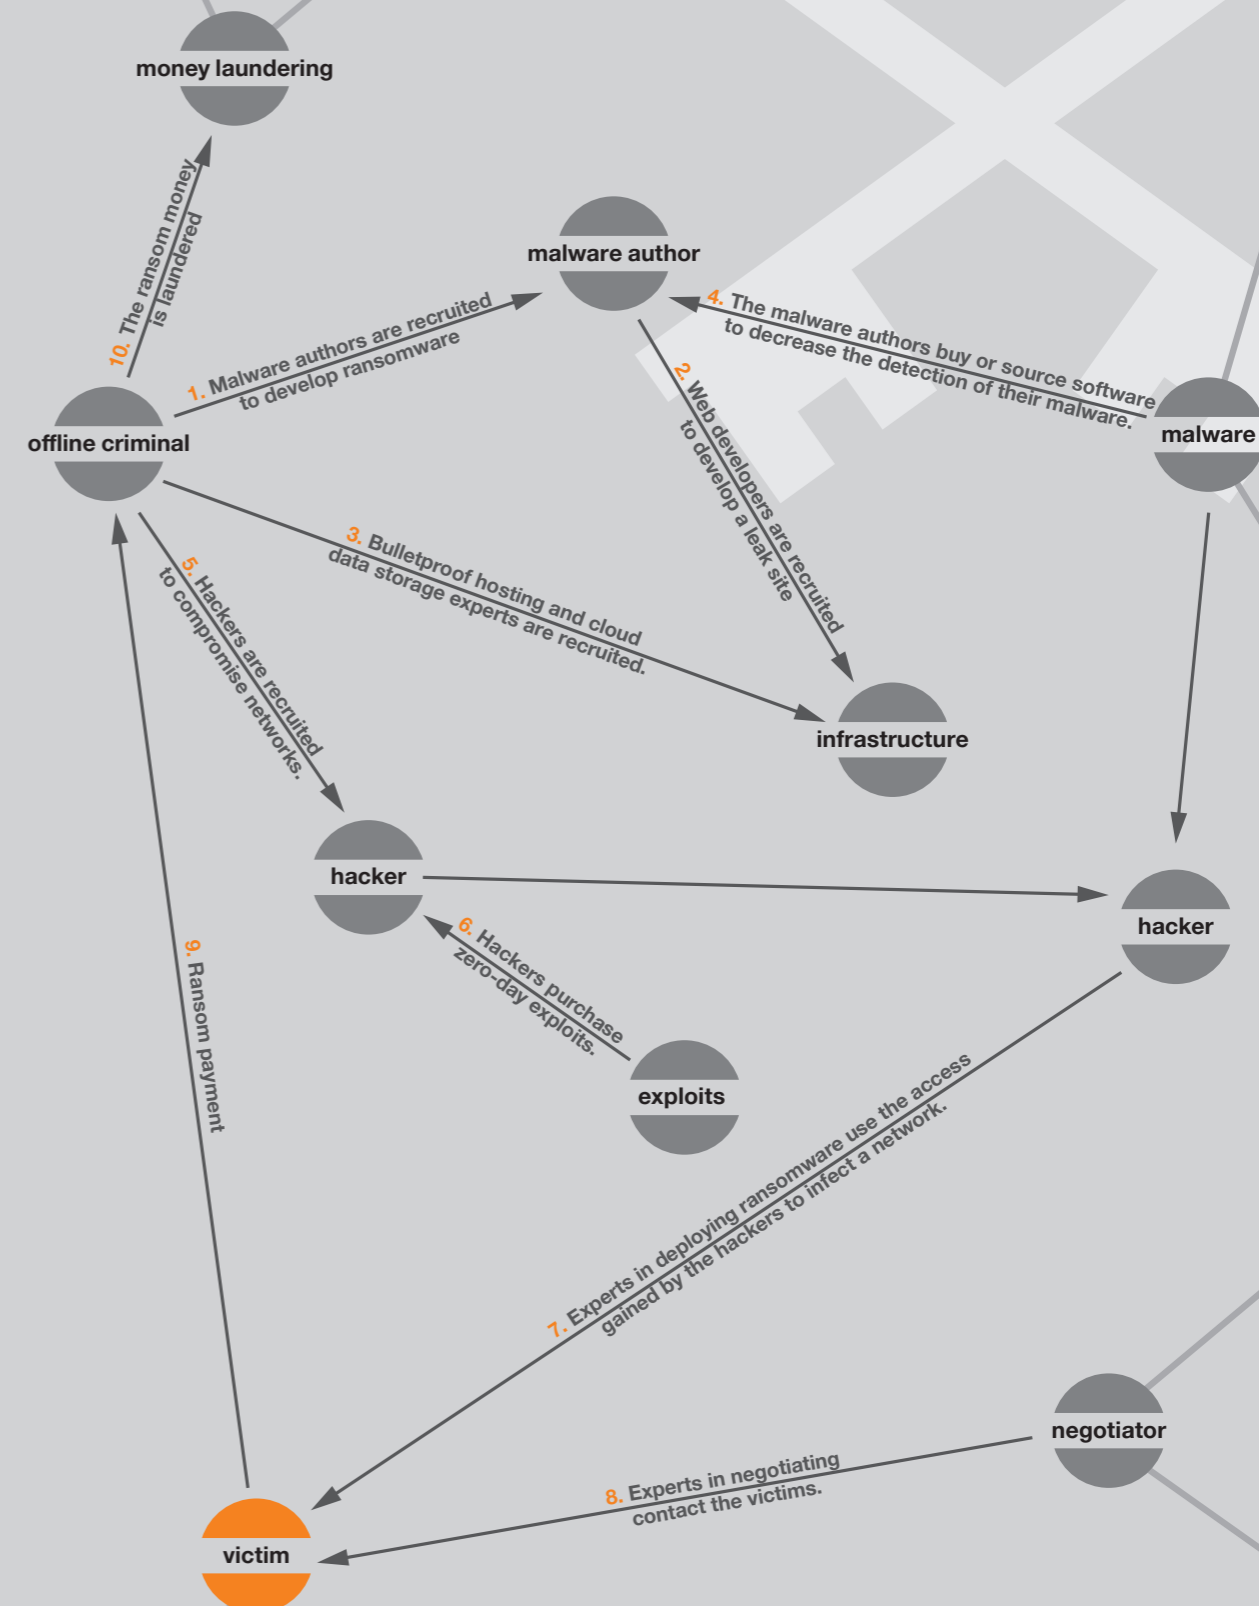 money laundering
10. The ransom money
is laundered
malware author
1. Malware authors are recruited
to develop ransomware
4. The malware authors buy or source software
to decrease the detection of their malware.
offline criminal
malware
2. Web developers are recruited
to develop a leak site
3. Bulletproof hosting and cloud
data storage experts are recruited.
5. Hackers are recruited
to compromise networks.
infrastructure
hacker
hacker
6. Hackers purchase
zero-day exploits.
9. Ransom payment
exploits
7. Experts in deploying ransomware use the access
gained by the hackers to infect a network.
negotiator
8. Experts in negotiating
contact the victims.
victim